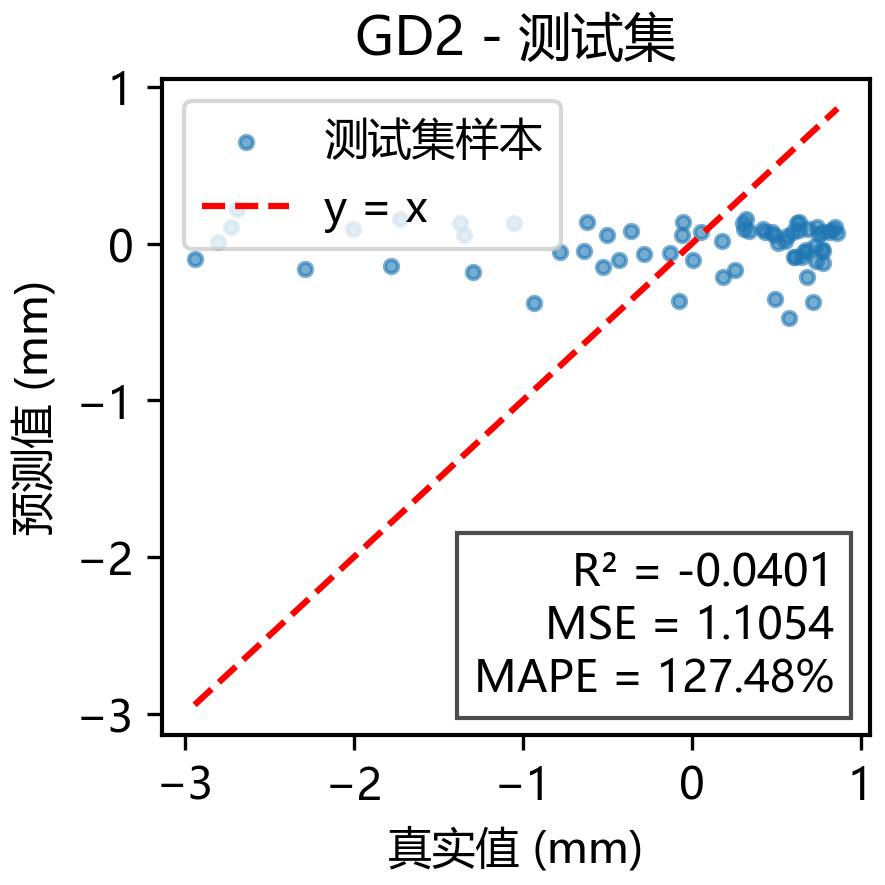 GD2 - 测试集
测试集样本
y = x
1
0
−1
−2
−3
预测值 (mm)
R² = -0.0401
MSE = 1.1054
MAPE = 127.48%
−3
−2
−1
0
1
真实值 (mm)